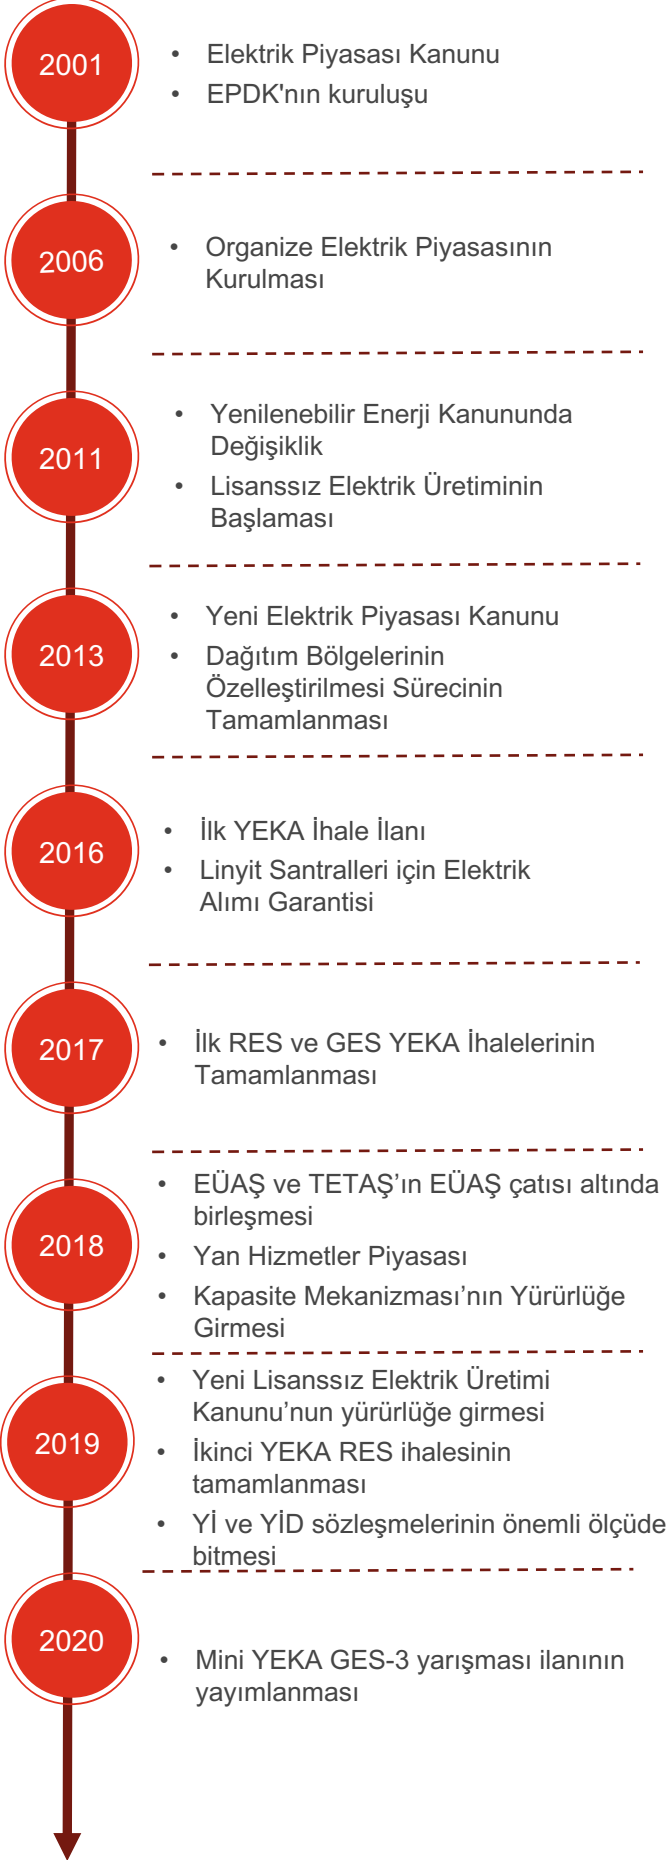 2001
• Elektrik Piyasası Kanunu
• EPDK'nın kuruluşu
2006
• Organize Elektrik Piyasasının
Kurulması
2011
• Yenilenebilir Enerji Kanununda
Değişiklik
• Lisanssız Elektrik Üretiminin
Başlaması
2013
• Yeni Elektrik Piyasası Kanunu
• Dağıtım Bölgelerinin
Özelleştirilmesi Sürecinin
Tamamlanması
2016
• İlk YEKA İhale İlanı
• Linyit Santralleri için Elektrik
Alımı Garantisi
2017
• İlk RES ve GES YEKA İhalelerinin
Tamamlanması
2018
• EÜAŞ ve TETAŞ’ın EÜAŞ çatısı altında
birleşmesi
• Yan Hizmetler Piyasası
• Kapasite Mekanizması’nın Yürürlüğe
Girmesi
2019
• Yeni Lisanssız Elektrik Üretimi
Kanunu’nun yürürlüğe girmesi
• İkinci YEKA RES ihalesinin
tamamlanması
• Yİ ve YİD sözleşmelerinin önemli ölçüde
bitmesi
2020
• Mini YEKA GES-3 yarışması ilanının
yayımlanması